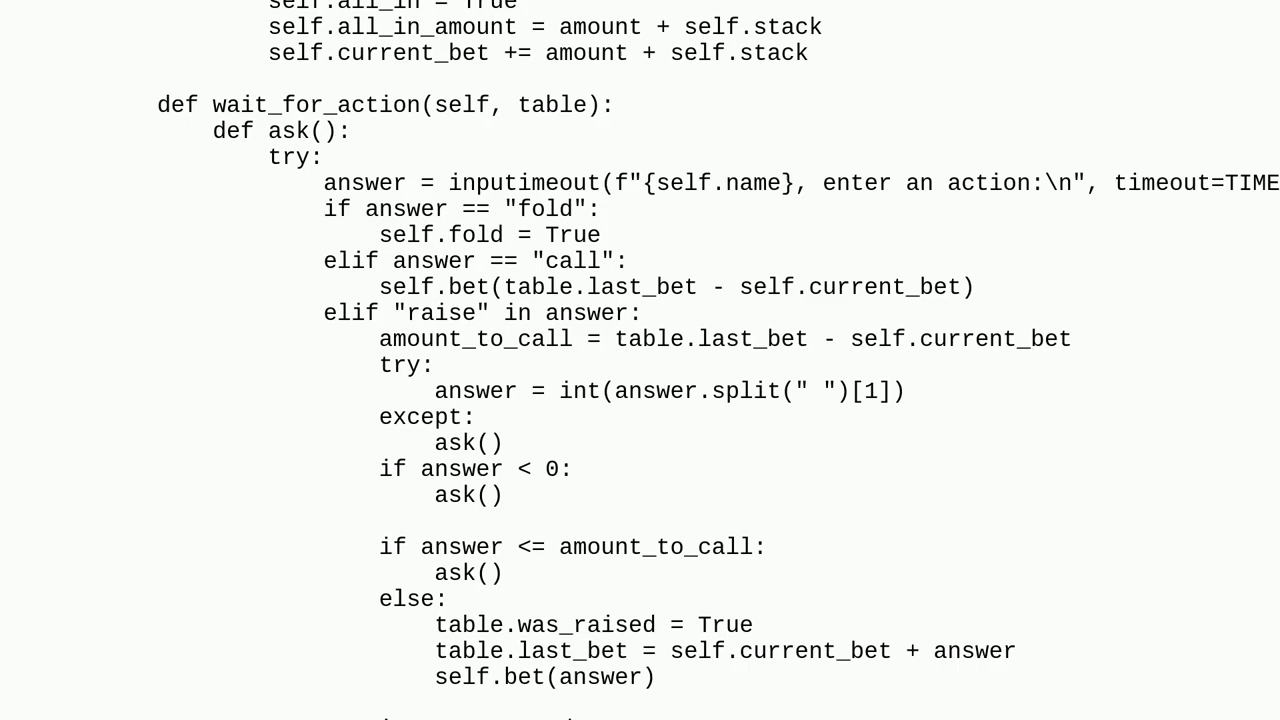 self.all_in = True
self.all_in_amount = amount + self.stack
self.current_bet += amount + self.stack
def wait_for_action(self, table):
def ask():
try:
answer = inputimeout(f"{self.name}, enter an action:\n", timeout=TIME
if answer == "fold":
self.fold = True
elif answer == "call":
self.bet(table.last_bet - self.current_bet)
elif "raise" in answer:
amount_to_call = table.last_bet - self.current_bet
try:
answer = int(answer.split(" ")[1])
except:
ask()
if answer < 0:
ask()
if answer <= amount_to_call:
ask()
else:
table.was_raised = True
table.last_bet = self.current_bet + answer
self.bet(answer)